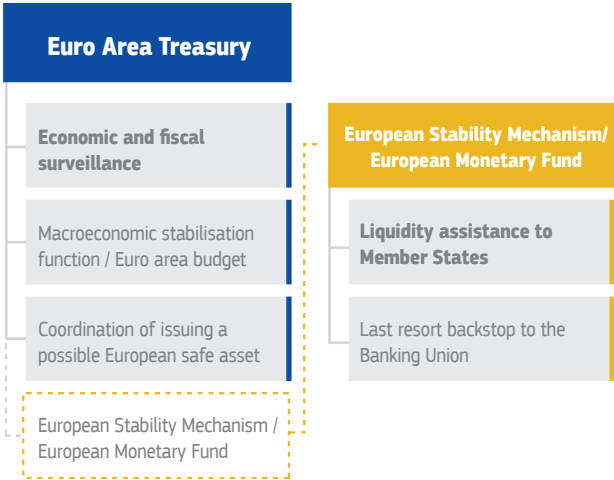 Euro Area Treasury
Economic and fiscal
surveillance
Macroeconomic stabilisation
function / Euro area budget
Coordination of issuing a
possible European safe asset
European Stability Mechanism /
European Monetary Fund
European Stability Mechanism/
European Monetary Fund
Liquidity assistance to
Member States
Last resort backstop to the
Banking Union